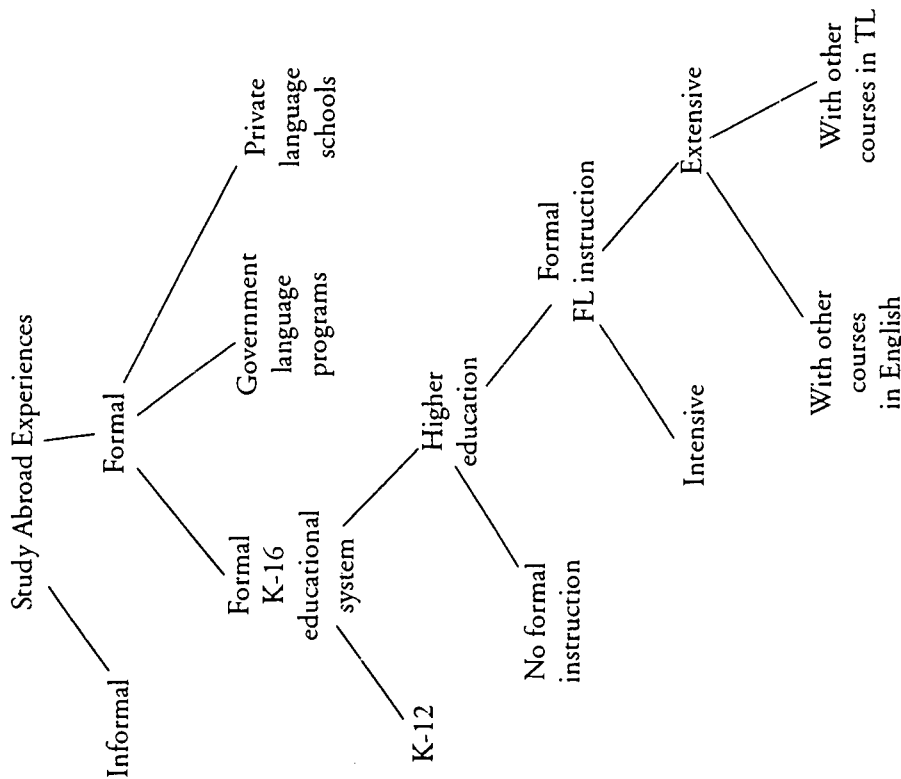 Study Abroad Experiences
Informal
Formal
Formal
K-16
educational
system
Government
language
programs
Private
language
schools
K-12
Higher
education
No formal
instruction
Formal
FL instruction
Intensive
Extensive
With other
courses
in English
With other
courses in TL